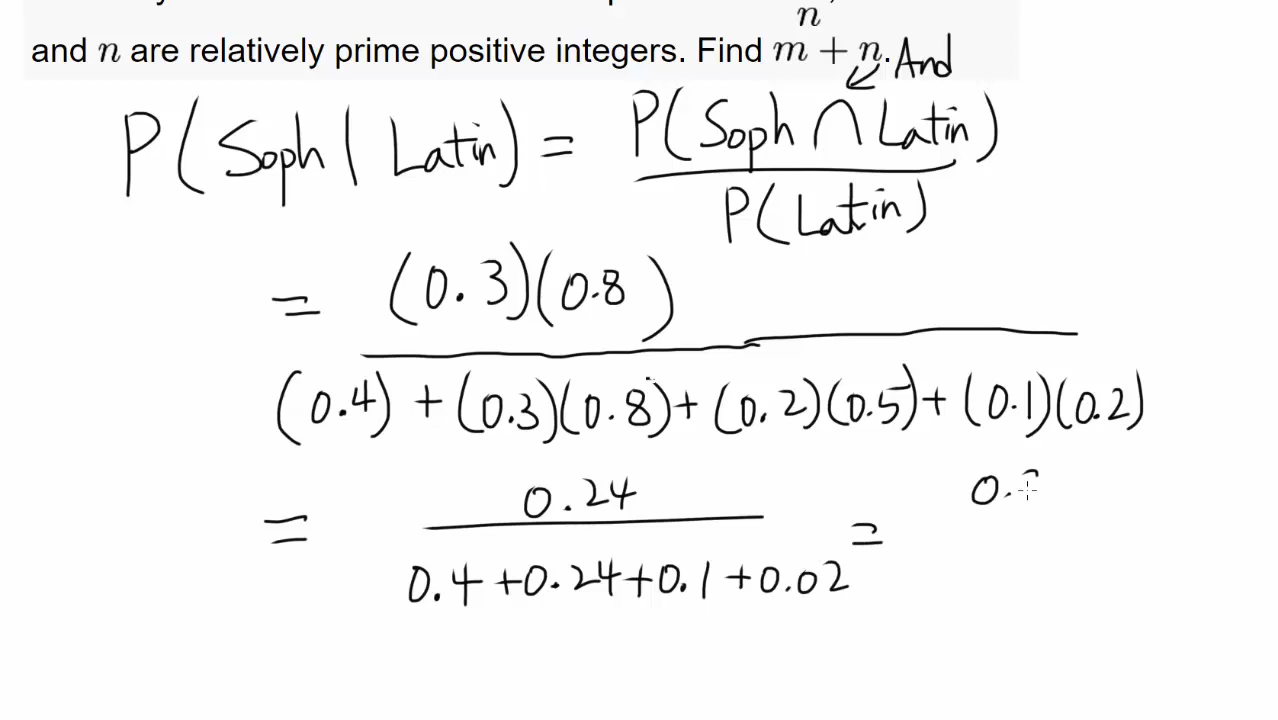 n
and n are relatively prime positive integers. Find m + n.
And
P(Soph | Latin) = P(Soph ∩ Latin)
P(Latin)
= (0.3)(0.8)
(0.4) + (0.3)(0.8) + (0.2)(0.5) + (0.1)(0.2)
= 0.24 = 0.
0.4 + 0.24 + 0.1 + 0.02